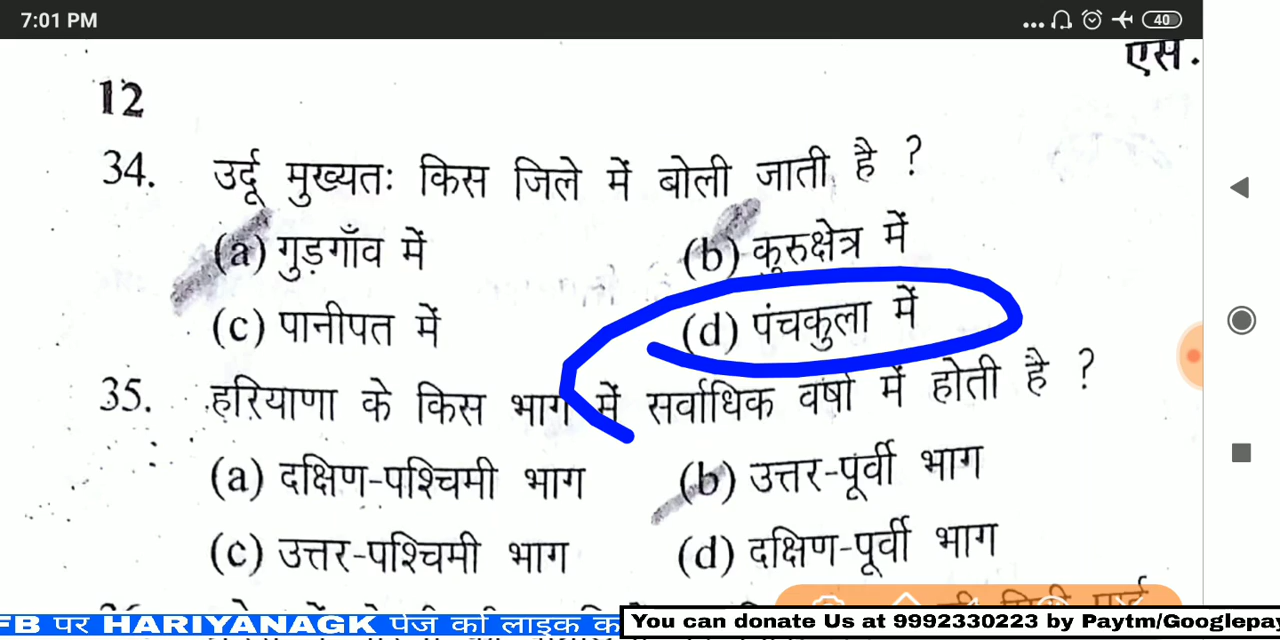 7:01 PM
40
एस.
12
34. उर्दू मुख्यतः किस जिले में बोली जाती है ?
(a) गुड़गाँव में (b) कुरुक्षेत्र में
(c) पानीपत में (d) पंचकुला में
35. हरियाणा के किस भाग में सर्वाधिक वर्षा में होती है ?
(a) दक्षिण-पश्चिमी भाग (b) उत्तर-पूर्वी भाग
(c) उत्तर-पश्चिमी भाग (d) दक्षिण-पूर्वी भाग
FB पर HARIYANAGK पेज को लाइक क
You can donate Us at 9992330223 by Paytm/Googlepay